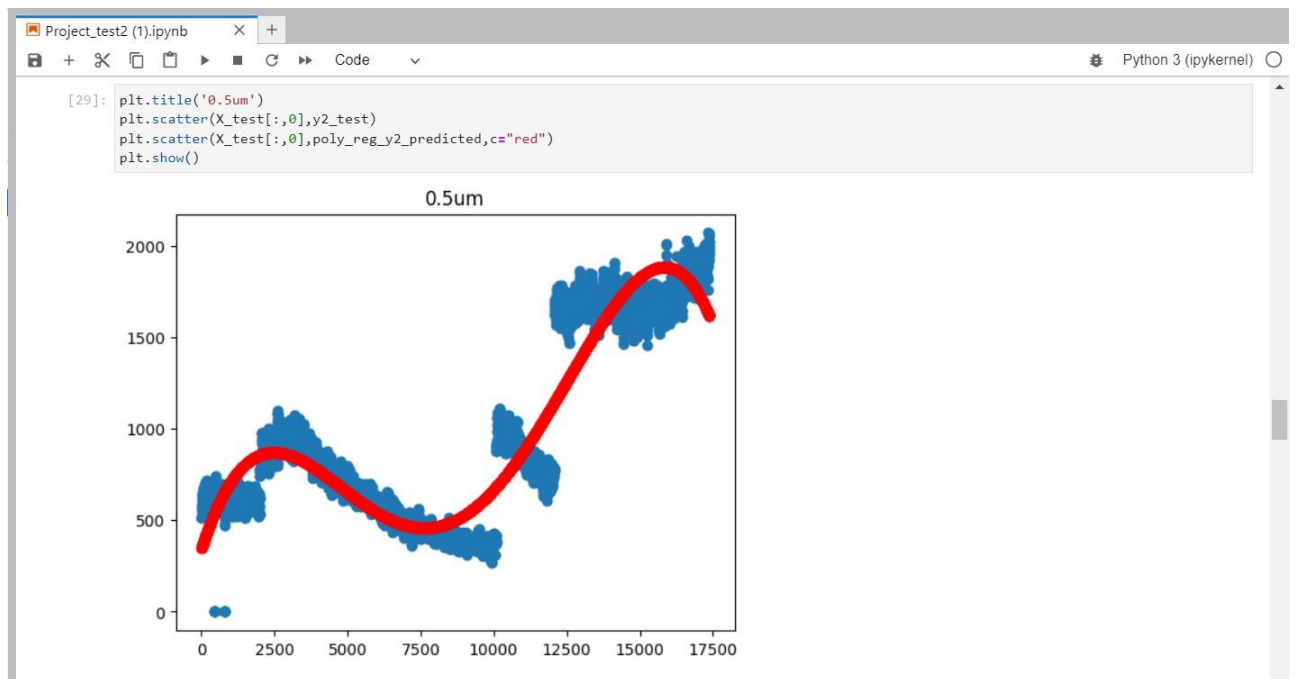 Project_test2 (1).ipynb
Code
Python 3 (ipykernel)
[29]: plt.title('0.5um')
plt.scatter(X_test[:,0],y2_test)
plt.scatter(X_test[:,0],poly_reg_y2_predicted,c="red")
plt.show()
0.5um
2000
1500
1000
500
0
0 2500 5000 7500 10000 12500 15000 17500